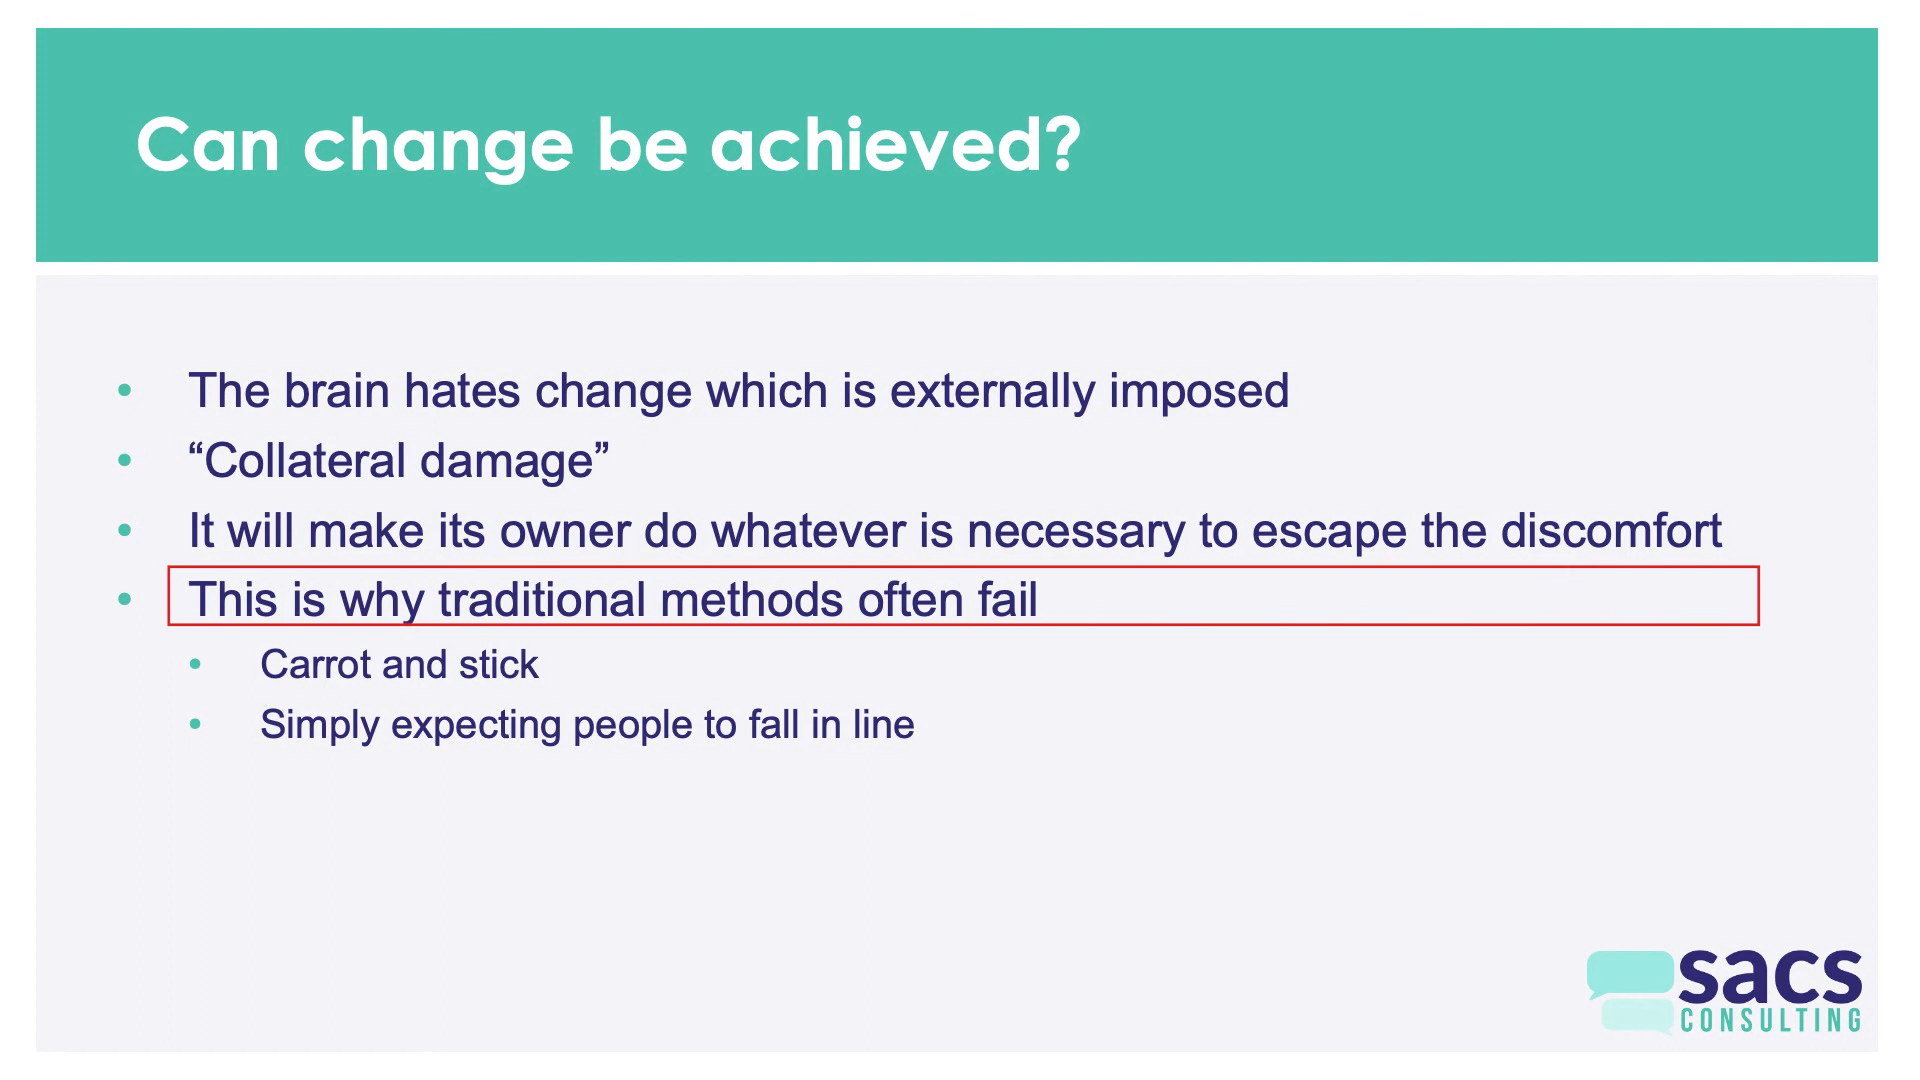 Can change be achieved?
• The brain hates change which is externally imposed
• “Collateral damage”
• It will make its owner do whatever is necessary to escape the discomfort
• This is why traditional methods often fail
• Carrot and stick
• Simply expecting people to fall in line
sacs
CONSULTING